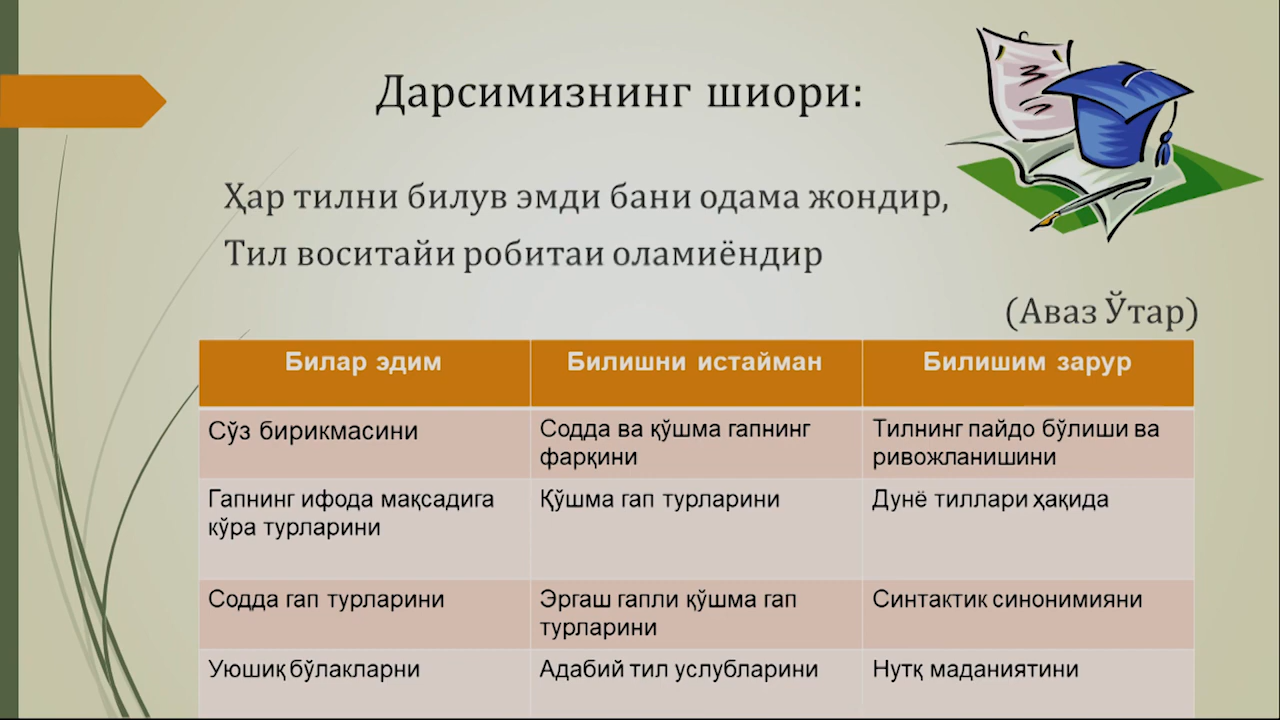 Дарсимизнинг шиори:
Ҳар тилни билув эмди бани одама жондир,
Тил воситайи робитаи оламиёндир
(Аваз Ўтар)
Билар эдим
Билишни истайман
Билишим зарур
Сўз бирикмасини
Содда ва қўшма гапнинг
фарқини
Тилнинг пайдо бўлиши ва
ривожланишини
Гапнинг ифода мақсадига
кўра турларини
Қўшма гап турларини
Дунё тиллари ҳақида
Содда гап турларини
Эргаш гапли қўшма гап
турларини
Синтактик синонимияни
Уюшиқ бўлакларни
Адабий тил услубларини
Нутқ маданиятини